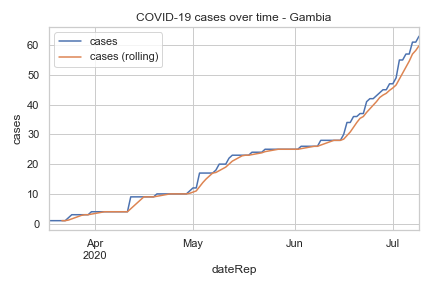 COVID-19 cases over time - Gambia
cases
cases (rolling)
60
50
40
30
20
10
0
cases
Apr
2020
May
Jun
Jul
dateRep